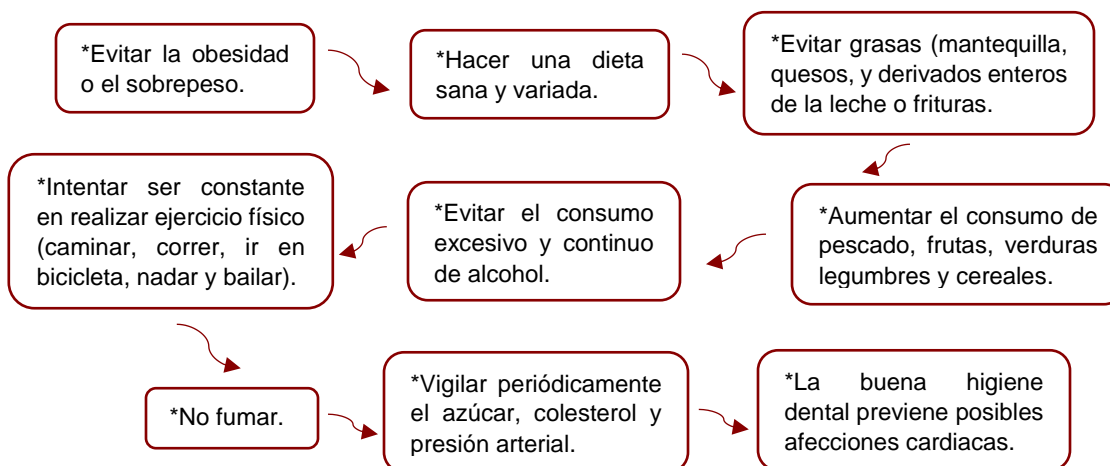 *Evitar la obesidad
o el sobrepeso.
*Hacer una dieta
sana y variada.
*Evitar grasas (mantequilla,
quesos, y derivados enteros
de la leche o frituras.
*Aumentar el consumo de
pescado, frutas, verduras
legumbres y cereales.
*Evitar el consumo
excesivo y continuo
de alcohol.
*Intentar ser constante
en realizar ejercicio físico
(caminar, correr, ir en
bicicleta, nadar y bailar).
*No fumar.
*Vigilar periódicamente
el azúcar, colesterol y
presión arterial.
*La buena higiene
dental previene posibles
afecciones cardiacas.